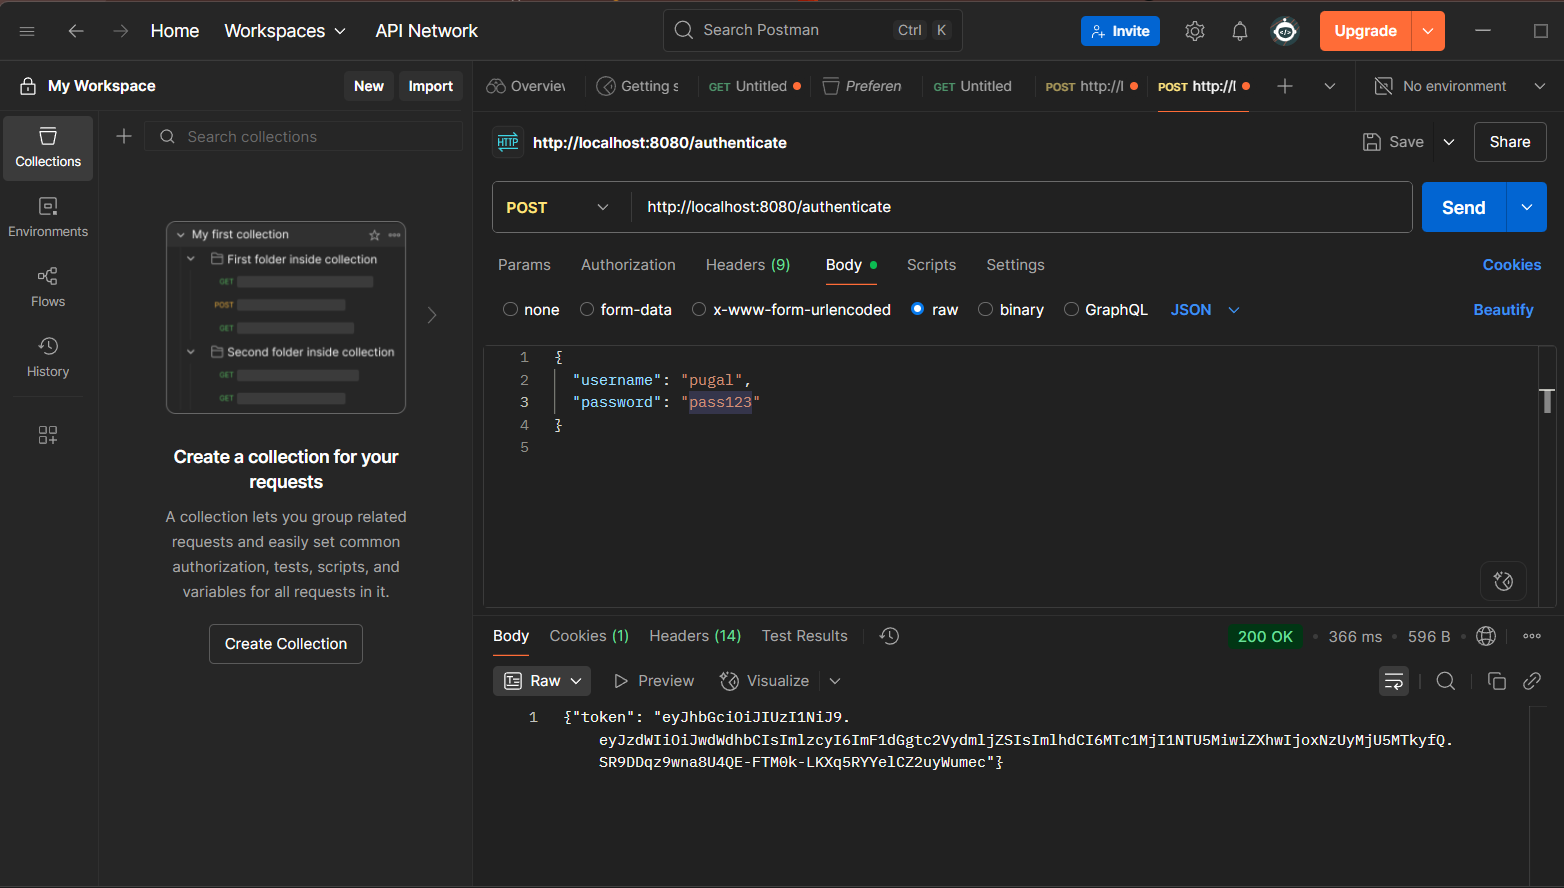 Home
Workspaces
API Network
Search Postman
Ctrl K
Invite
Upgrade
My Workspace
New
Import
Overview
Getting s
GET Untitled
Preferen
GET Untitled
POST http://l
POST http://l
No environment
Collections
Environments
Flows
History
Search collections
My first collection
First folder inside collection
GET
POST
GET
Second folder inside collection
GET
GET
Create a collection for your
requests
A collection lets you group related
requests and easily set common
authorization, tests, scripts, and
variables for all requests in it.
Create Collection
HTTP http://localhost:8080/authenticate
Save
Share
POST
http://localhost:8080/authenticate
Send
Params
Authorization
Headers (9)
Body
Scripts
Settings
Cookies
none
form-data
x-www-form-urlencoded
raw
binary
GraphQL
JSON
Beautify
1 {
2 "username": "pugal",
3 "password": "pass123"
4 }
5
Body
Cookies (1)
Headers (14)
Test Results
200 OK
366 ms
596 B
Raw
Preview
Visualize
1 {"token": "eyJhbGciOiJIUzI1NiJ9.
eyJzdWIiOiJwdWdhbCIsImlzcyI6ImF1dGgtc2VydmljZSIsImlhdCI6MTc1MjI1NTU5MiwiZXhwIjoxNzUyMjU5MTkyfQ.
SR9DDqz9wna8U4QE-FTM0k-LKXq5RYYelCZ2uyWumec"}